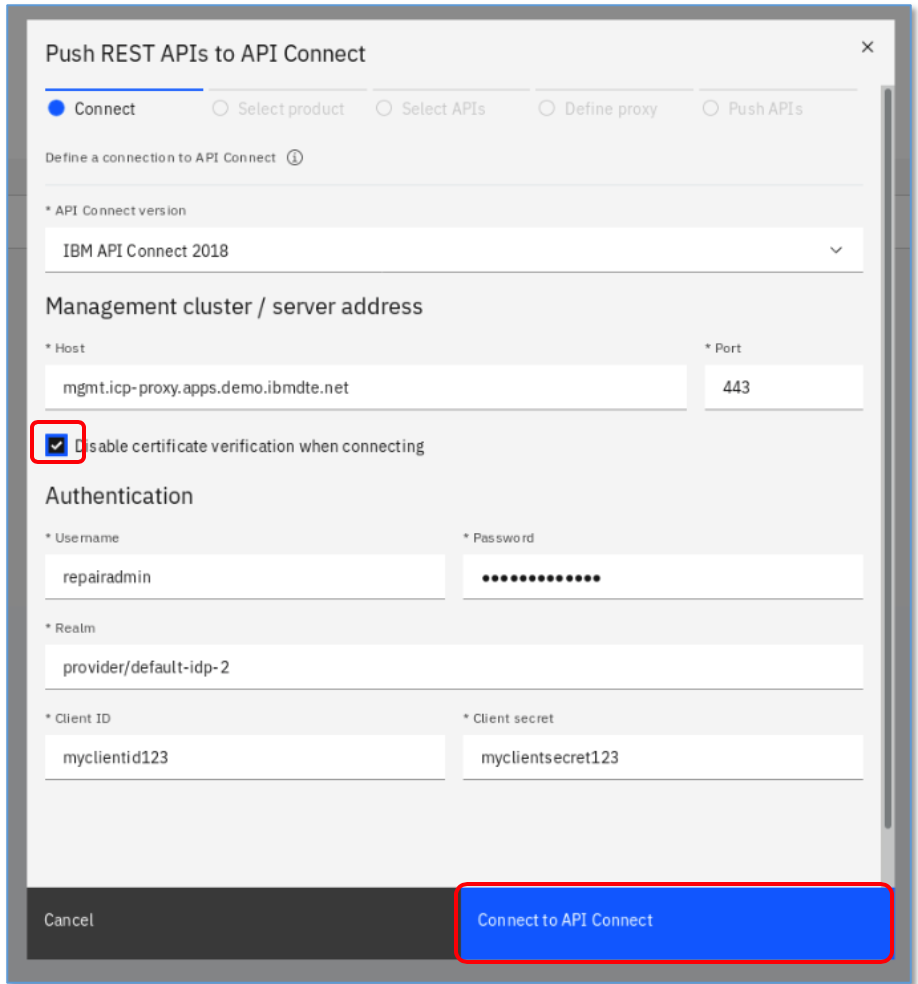 Push REST APIs to API Connect
Connect Select product Select APIs Define proxy Push APIs
Define a connection to API Connect
* API Connect version
IBM API Connect 2018
Management cluster / server address
* Host * Port
mgmt.icp-proxy.apps.demo.ibmdte.net 443
Disable certificate verification when connecting
Authentication
* Username * Password
repairadmin •••••••••••••
* Realm
provider/default-idp-2
* Client ID * Client secret
myclientid123 myclientsecret123
Cancel Connect to API Connect